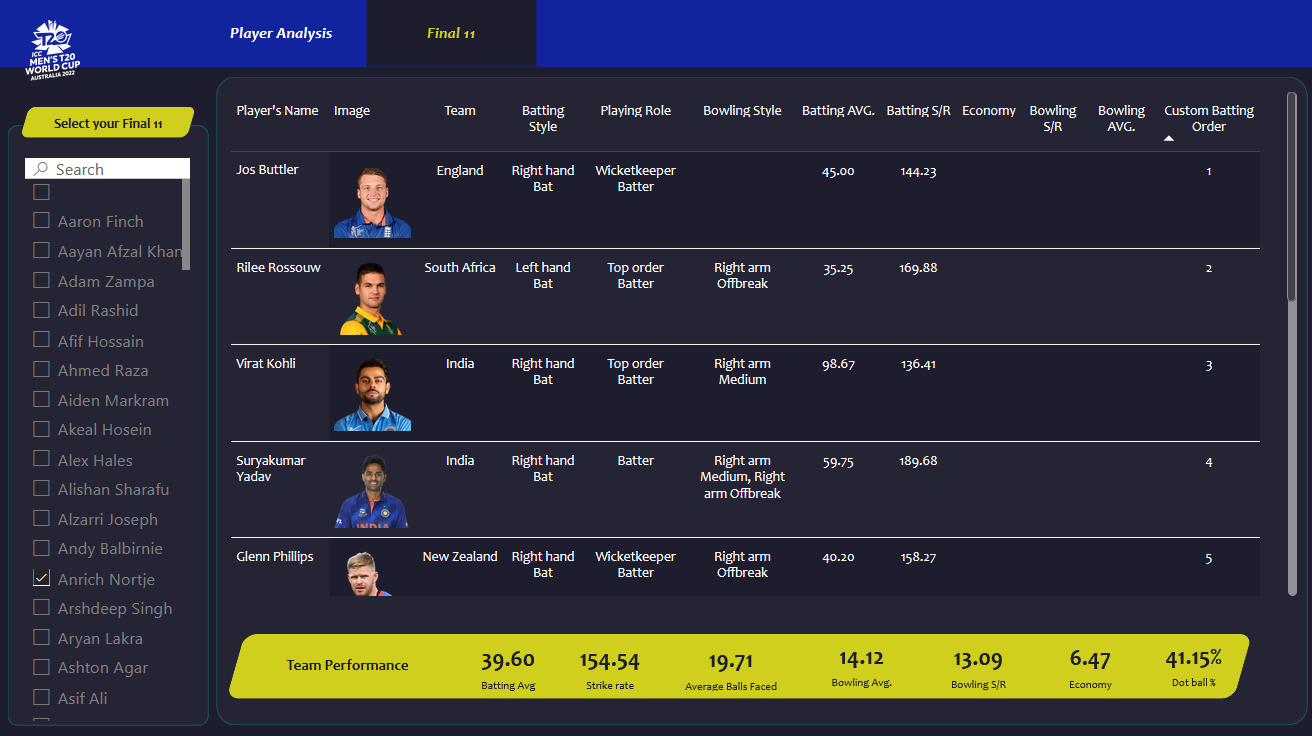 T20
ICC
MEN'S T20
WORLD CUP
AUSTRALIA 2022
Player Analysis
Final 11
Select your Final 11
Search
Aaron Finch
Aayan Afzal Khan
Adam Zampa
Adil Rashid
Afif Hossain
Ahmed Raza
Aiden Markram
Akeal Hosein
Alex Hales
Alishan Sharafu
Alzarri Joseph
Andy Balbirnie
Anrich Nortje
Arshdeep Singh
Aryan Lakra
Ashton Agar
Asif Ali
Player's Name Image Team Batting Style Playing Role Bowling Style Batting AVG. Batting S/R Economy Bowling S/R Bowling AVG. Custom Batting Order
Jos Buttler England Right hand Bat Wicketkeeper Batter 45.00 144.23 1
Rilee Rossouw South Africa Left hand Bat Top order Batter Right arm Offbreak 35.25 169.88 2
Virat Kohli India Right hand Bat Top order Batter Right arm Medium 98.67 136.41 3
Suryakumar Yadav India Right hand Bat Batter Right arm Medium, Right arm Offbreak 59.75 189.68 4
INDIA
Glenn Phillips New Zealand Right hand Bat Wicketkeeper Batter Right arm Offbreak 40.20 158.27 5
Team Performance
39.60 154.54 19.71 14.12 13.09 6.47 41.15%
Batting Avg Strike rate Average Balls Faced Bowling Avg. Bowling S/R Economy Dot ball %